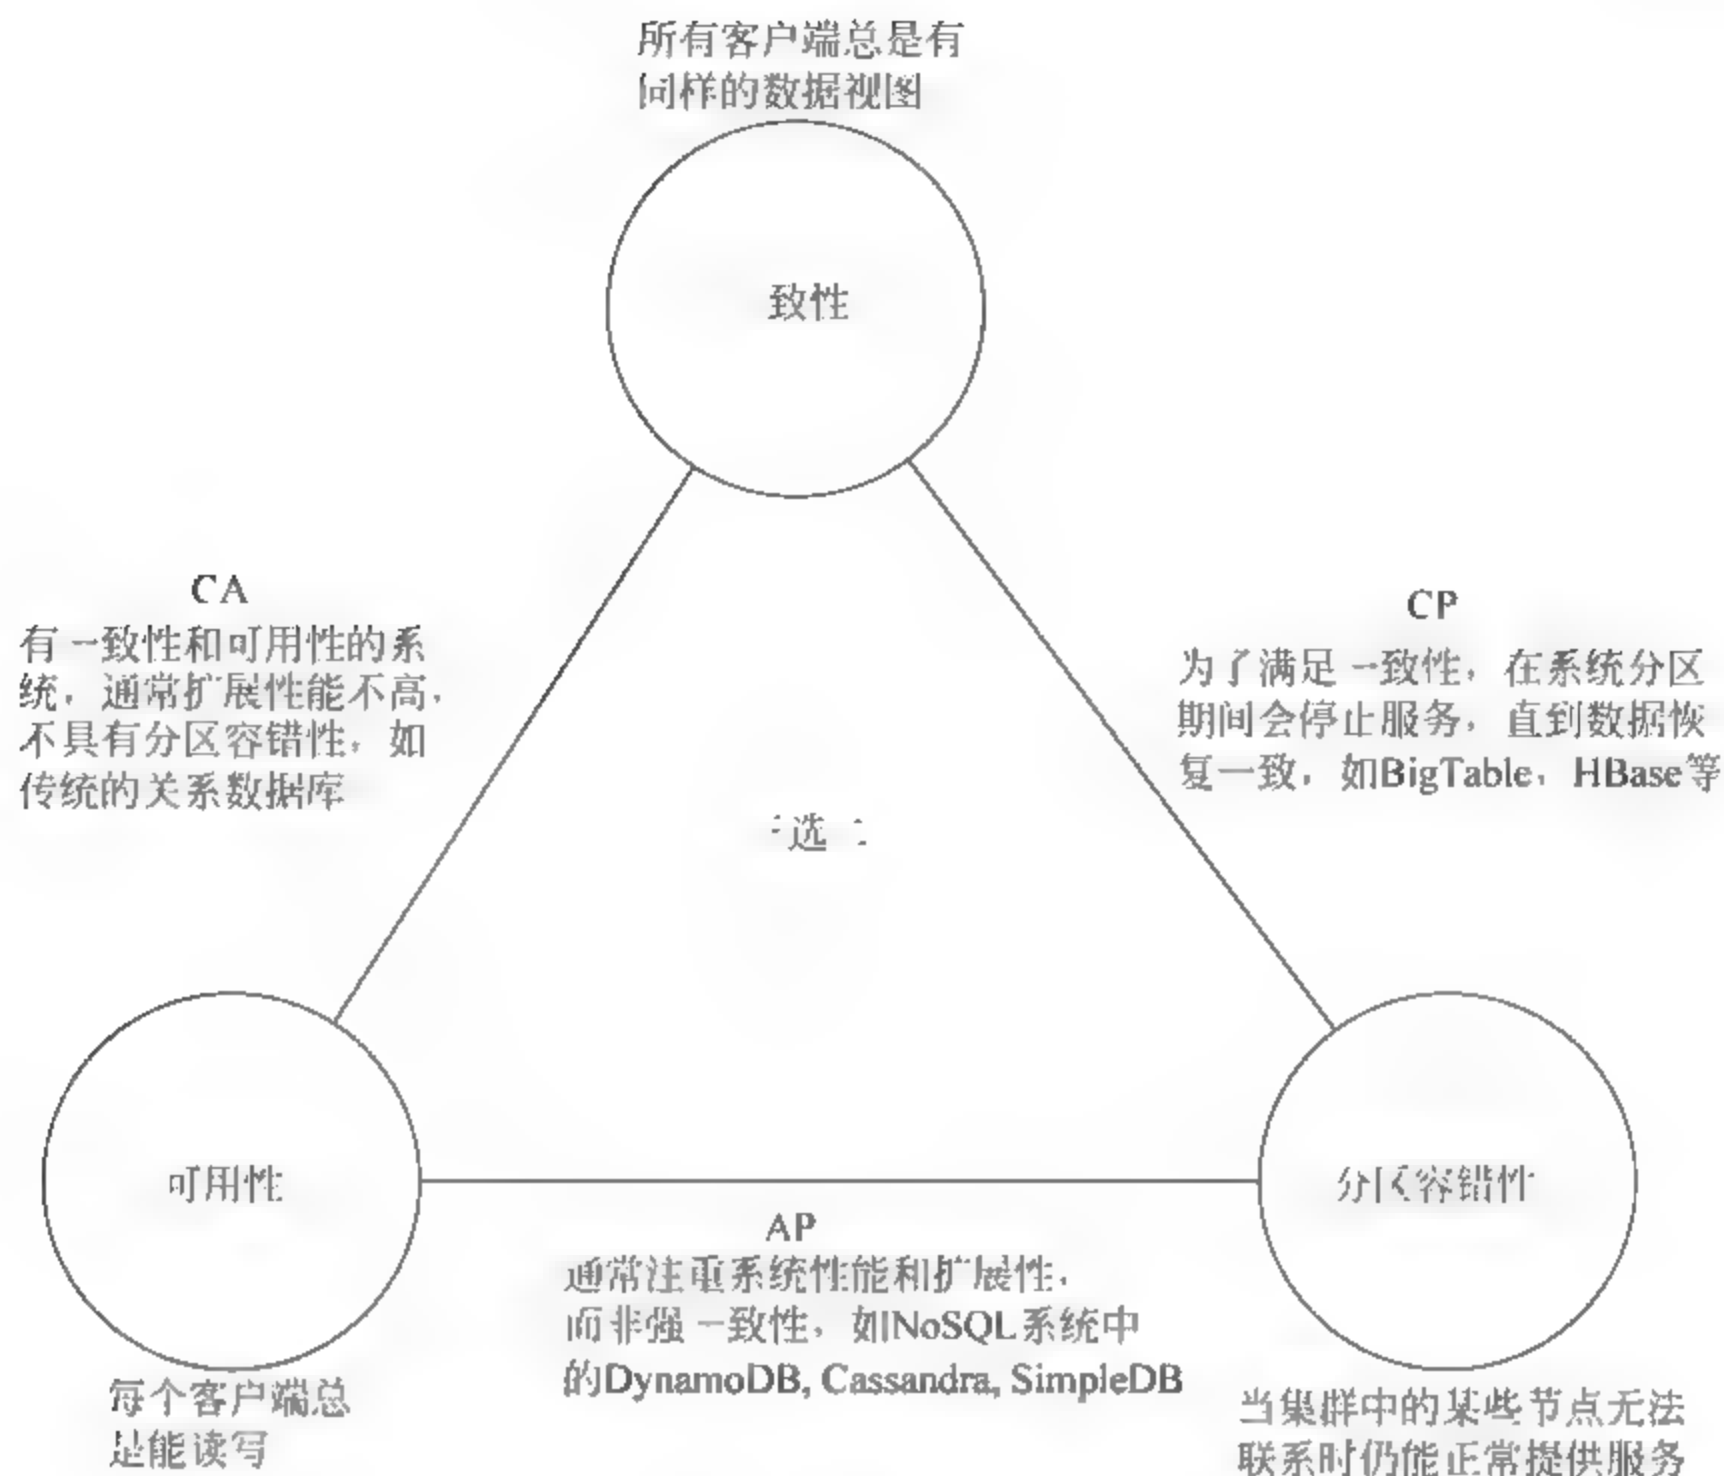 所有客户端总是有
同样的数据视图
致性
CA
有一致性和可用性的系
统，通常扩展性能不高，
不具有分区容错性，如
传统的关系数据库
CP
为了满足一致性，在系统分区
期间会停止服务，直到数据恢
复一致，如BigTable，HBase等
选
可用性
分区容错性
AP
通常注重系统性能和扩展性，
而非强一致性，如NoSQL系统中
的DynamoDB, Cassandra, SimpleDB
每个客户端总
是能读写
当集群中的某些节点无法
联系时仍能正常提供服务